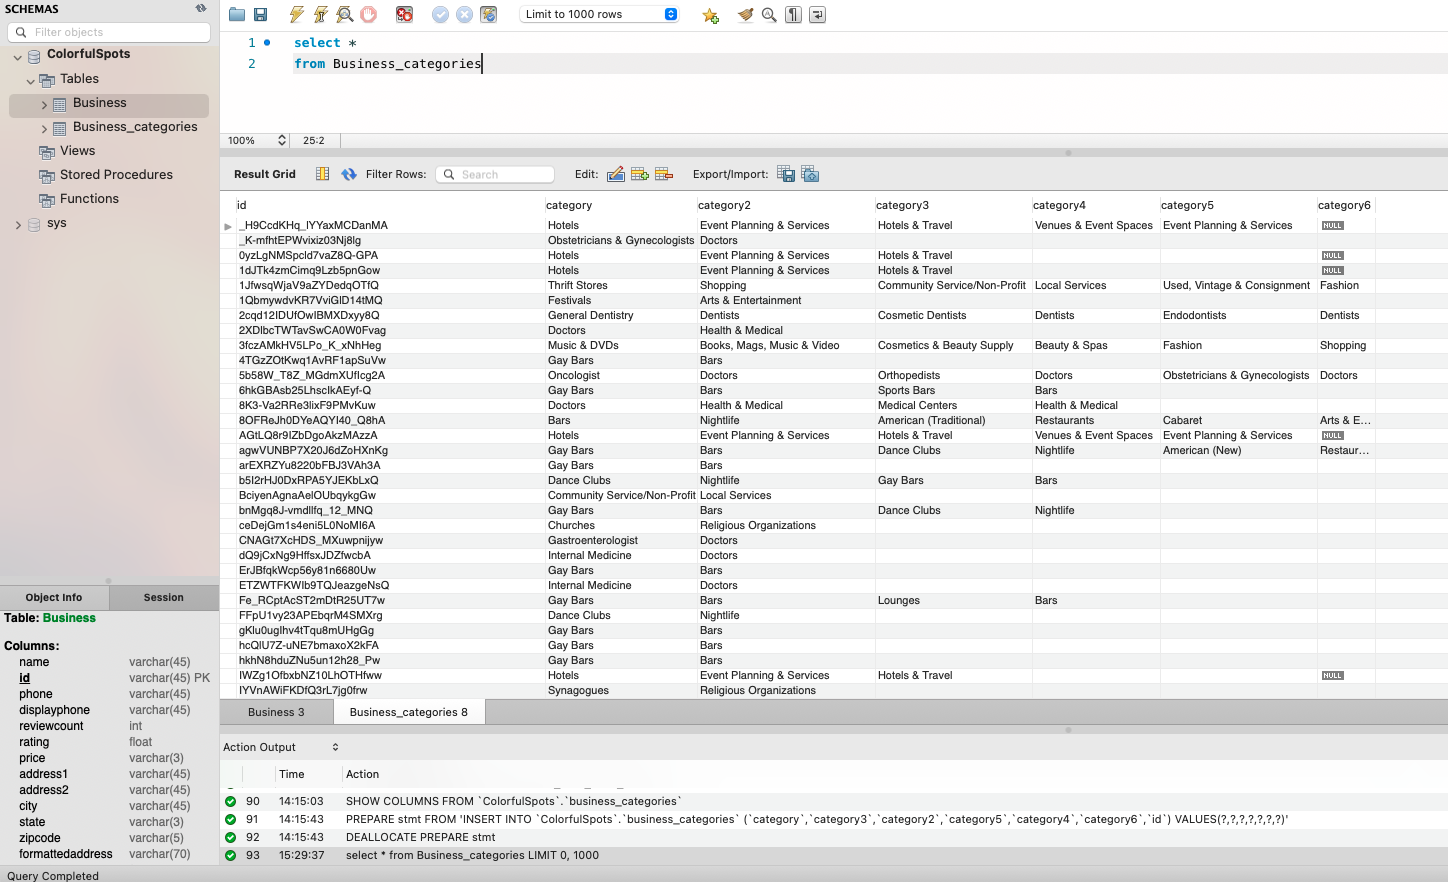 SCHEMAS
Filter objects
ColorfulSpots
Tables
Business
Business_categories
Views
Stored Procedures
Functions
sys
Object Info Session
Table: Business
Columns:
name varchar(45)
id varchar(45) PK
phone varchar(45)
displayphone varchar(45)
reviewcount int
rating float
price varchar(3)
address1 varchar(45)
address2 varchar(45)
city varchar(45)
state varchar(3)
zipcode varchar(5)
formattedaddress varchar(70)
Query Completed
Limit to 1000 rows
1 select *
2 from Business_categories
100% 25:2
Result Grid Filter Rows: Search Edit: Export/Import:
id category category2 category3 category4 category5 category6
_H9CcdKHq_lYYaxMCDanMA Hotels Event Planning & Services Hotels & Travel Venues & Event Spaces Event Planning & Services NULL
_K-mfhtEPWvixiz03Nj8lg Obstetricians & Gynecologists Doctors
0yzLgNMSpcld7vaZ8Q-GPA Hotels Event Planning & Services Hotels & Travel NULL
1dJTk4zmCimq9Lzb5pnGow Hotels Event Planning & Services Hotels & Travel NULL
1JfwsqWjaV9aZYDedqOTfQ Thrift Stores Shopping Community Service/Non-Profit Local Services Used, Vintage & Consignment Fashion
1QbmywdvKR7VviGlD14tMQ Festivals Arts & Entertainment
2cqd12IDUfOwlBMXDxyy8Q General Dentistry Dentists Cosmetic Dentists Dentists Endodontists Dentists
2XDlbcTWTavSwCA0W0Fvag Doctors Health & Medical
3fczAMkHV5LPo_K_xNhHeg Music & DVDs Books, Mags, Music & Video Cosmetics & Beauty Supply Beauty & Spas Fashion Shopping
4TGzZOtKwq1AvRF1apSuVw Gay Bars Bars
5b58W_T8Z_MGdmXUflcg2A Oncologist Doctors Orthopedists Doctors Obstetricians & Gynecologists Doctors
6hkGBAsb25LhsclkAEyf-Q Gay Bars Bars Sports Bars Bars
8K3-Va2RRe3lixF9PMvKuw Doctors Health & Medical Medical Centers Health & Medical
8OFReJh0DYeAQYI40_Q8hA Bars Nightlife American (Traditional) Restaurants Cabaret Arts & E...
AGtLQ8r9IZbDgoAkzMAzzA Hotels Event Planning & Services Hotels & Travel Venues & Event Spaces Event Planning & Services NULL
agwVUNBP7X20J6dZoHXnKg Gay Bars Bars Dance Clubs Nightlife American (New) Restaur...
arEXRZYu8220bFBJ3VAh3A Gay Bars Bars
b5I2rHJ0DxRPA5YJEKbLxQ Dance Clubs Nightlife Gay Bars Bars
BciyenAgnaAelOUbqykgGw Community Service/Non-Profit Local Services
bnMgq8J-vmdllfq_12_MNQ Gay Bars Bars Dance Clubs Nightlife
ceDejGm1s4eni5L0NoMI6A Churches Religious Organizations
CNAGt7XcHDS_MXuwpnijyw Gastroenterologist Doctors
dQ9jCxNg9HffsxJDZfwcbA Internal Medicine Doctors
ErJBfqkWcp56y81n6680Uw Gay Bars Bars
ETZWTFKWIb9TQJeazgeNsQ Internal Medicine Doctors
Fe_RCptAcST2mDtR25UT7w Gay Bars Bars Lounges Bars
FFpU1vy23APEbqrM4SMXrg Dance Clubs Nightlife
gKlu0uglhv4tTqu8mUHgGg Gay Bars Bars
hcQlU7Z-uNE7bmaxoX2kFA Gay Bars Bars
hkhN8hduZNu5un12h28_Pw Gay Bars Bars
IWZg1OfbxbNZ10LhOTHfww Hotels Event Planning & Services Hotels & Travel NULL
IYVnAWiFKDfQ3rL7jg0frw Synagogues Religious Organizations
Business 3 Business_categories 8
Action Output
Time Action
90 14:15:03 SHOW COLUMNS FROM `ColorfulSpots`.`business_categories`
91 14:15:43 PREPARE stmt FROM 'INSERT INTO `ColorfulSpots`.`business_categories` (`category`,`category3`,`category2`,`category5`,`category4`,`category6`,`id`) VALUES(?,?,?,?,?,?,?)'
92 14:15:43 DEALLOCATE PREPARE stmt
93 15:29:37 select * from Business_categories LIMIT 0, 1000